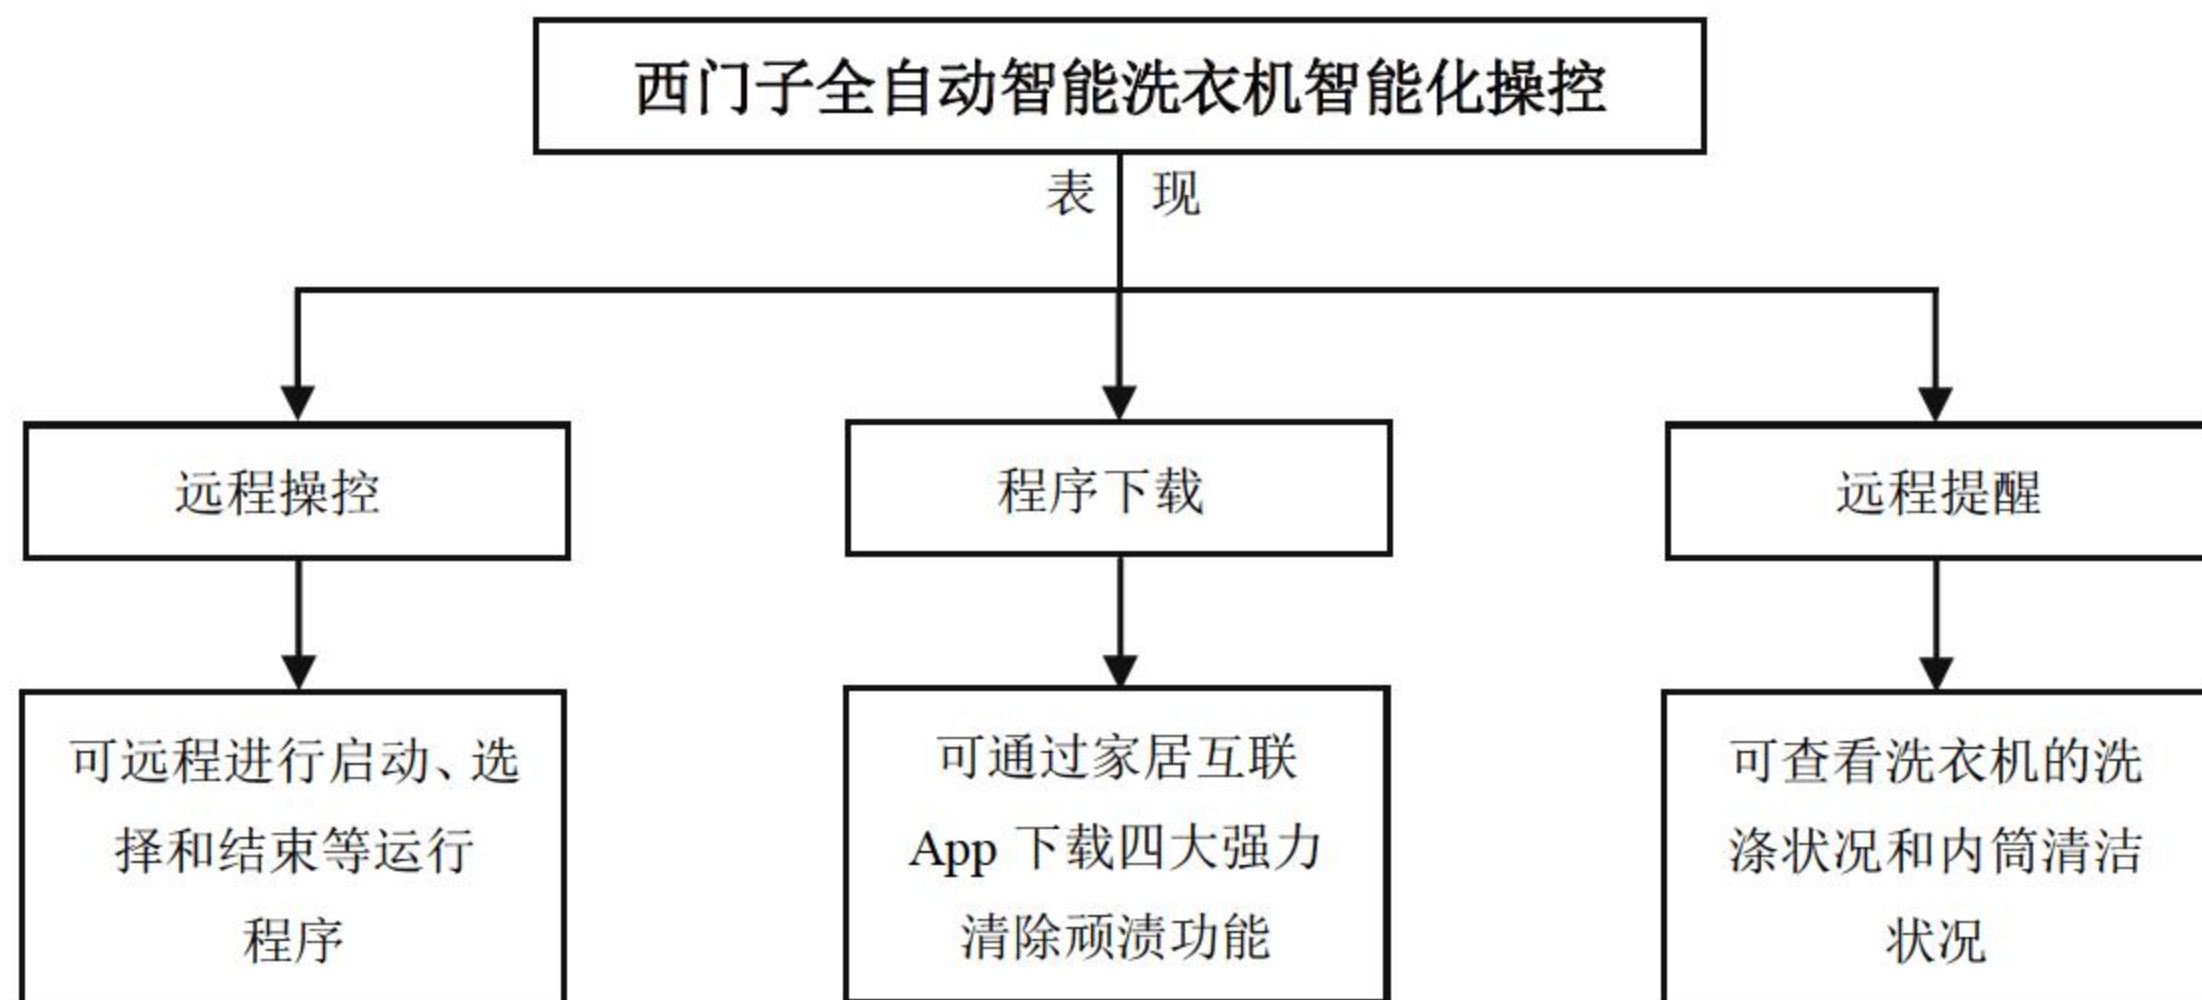 西门子全自动智能洗衣机智能化操控
表 现
远程操控
程序下载
远程提醒
可远程进行启动、选
择和结束等运行
程序
可通过家居互联
App 下载四大强力
清除顽渍功能
可查看洗衣机的洗
涤状况和内筒清洁
状况